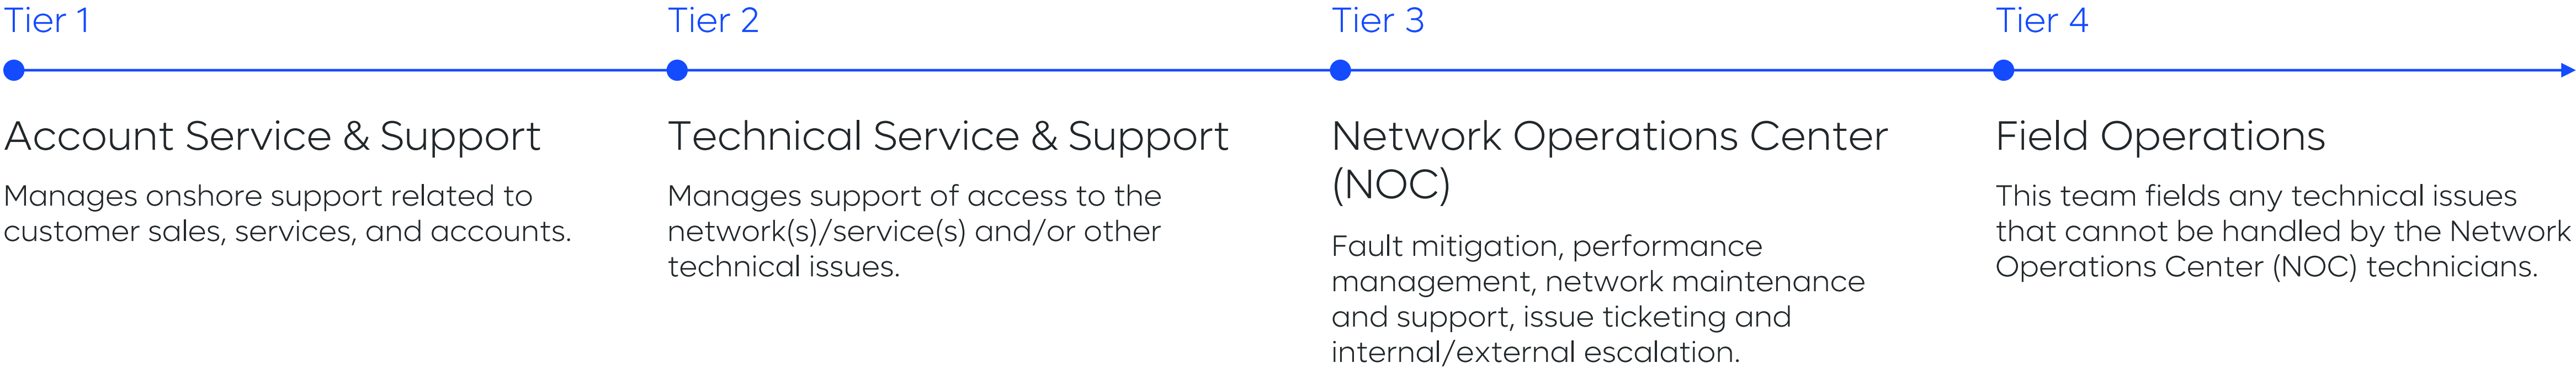 Tier 1
Account Service & Support
Manages onshore support related to
customer sales, services, and accounts.
Tier 2
Technical Service & Support
Manages support of access to the
network(s)/service(s) and/or other
technical issues.
Tier 3
Network Operations Center
(NOC)
Fault mitigation, performance
management, network maintenance
and support, issue ticketing and
internal/external escalation.
Tier 4
Field Operations
This team fields any technical issues
that cannot be handled by the Network
Operations Center (NOC) technicians.